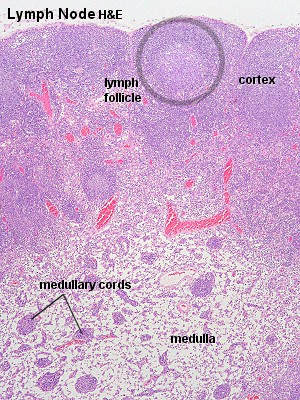 Lymph Node H&E
lymph
follicle
cortex
medullary cords
medulla